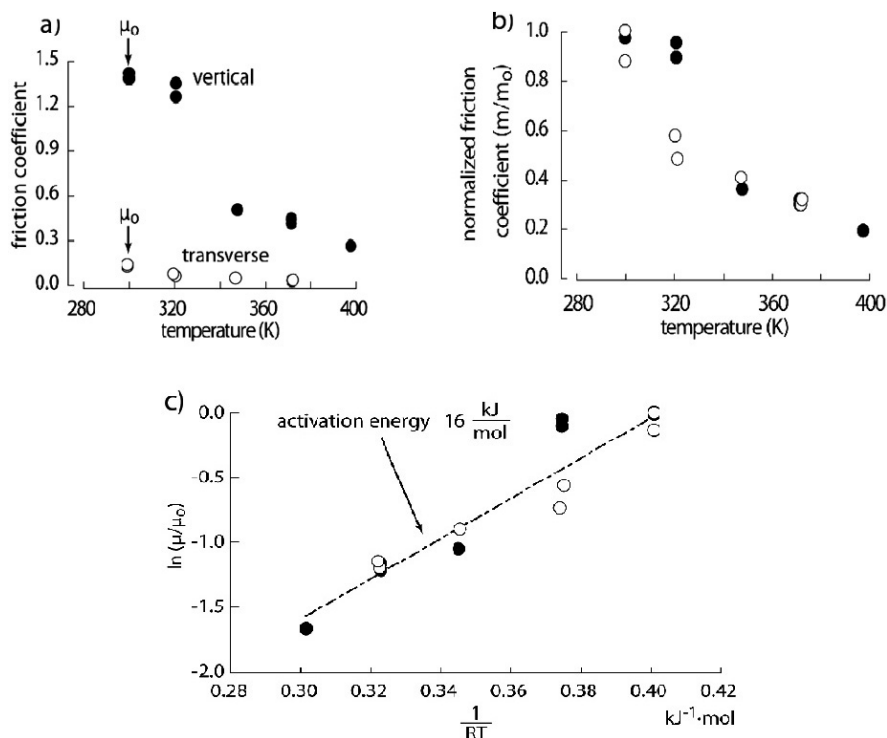 a)
μo
1.5
vertical
1.2
0.9
0.6
μo
0.3
transverse
0.0
280
320
360
400
friction coefficient
temperature (K)
b)
1.0
0.8
0.6
0.4
0.2
0.0
280
320
360
400
normalized friction
coefficient (m/mo)
temperature (K)
c)
0.0
activation energy 16 kJ
mol
-0.5
-1.0
-1.5
-2.0
ln (μ/μo)
0.28
0.30
0.32
0.34
0.36
0.38
0.40
0.42
1
RT
kJ-1·mol